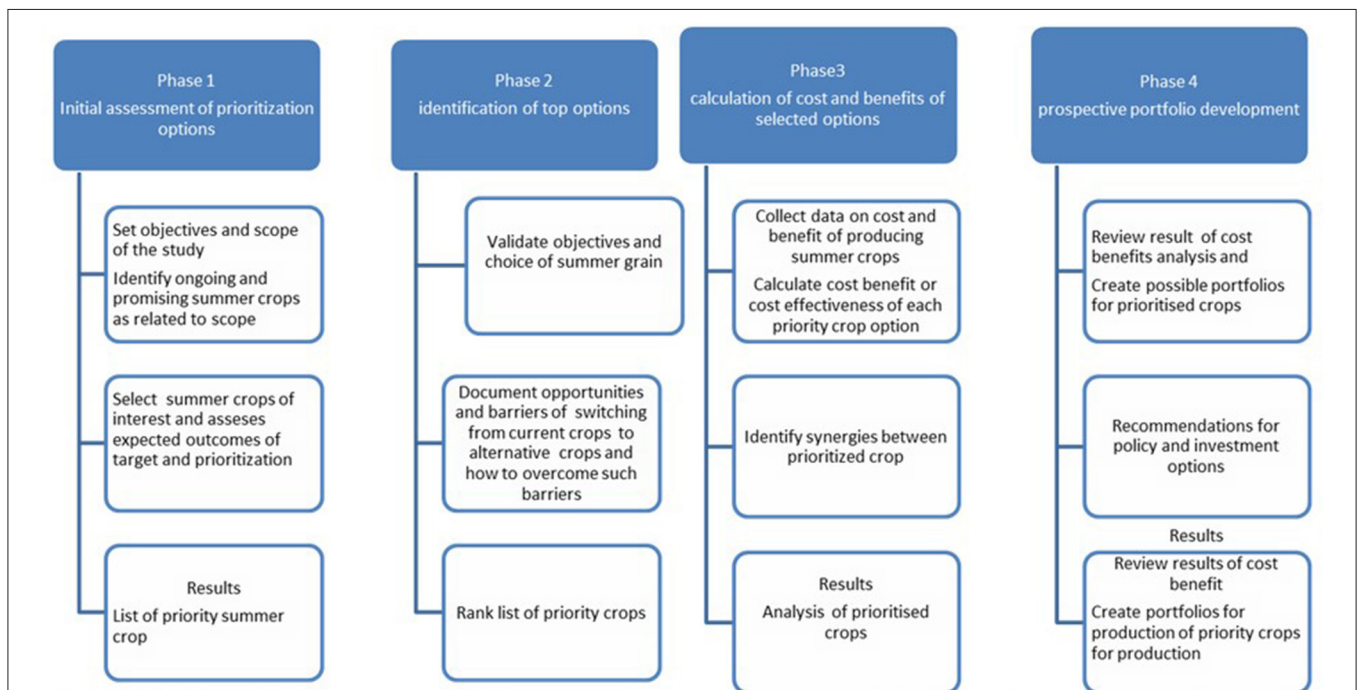 Phase 1
Initial assessment of prioritization
options
Set objectives and scope
of the study
Identify ongoing and
promising summer crops
as related to scope
Select summer crops of
interest and asseses
expected outcomes of
target and prioritization
Results
List of priority summer
crop
Phase 2
identification of top options
Validate objectives and
choice of summer grain
Document opportunities
and barriers of switching
from current crops to
alternative crops and
how to overcome such
barriers
Rank list of priority crops
Phase3
calculation of cost and benefits of
selected options
Collect data on cost and
benefit of producing
summer crops
Calculate cost benefit or
cost effectiveness of each
priority crop option
Identify synergies between
prioritized crop
Results
Analysis of prioritised
crops
Phase 4
prospective portfolio development
Review result of cost
benefits analysis and
Create possible portfolios
for prioritised crops
Recommendations for
policy and investment
options
Results
Review results of cost
benefit
Create portfolios for
production of priority crops
for production